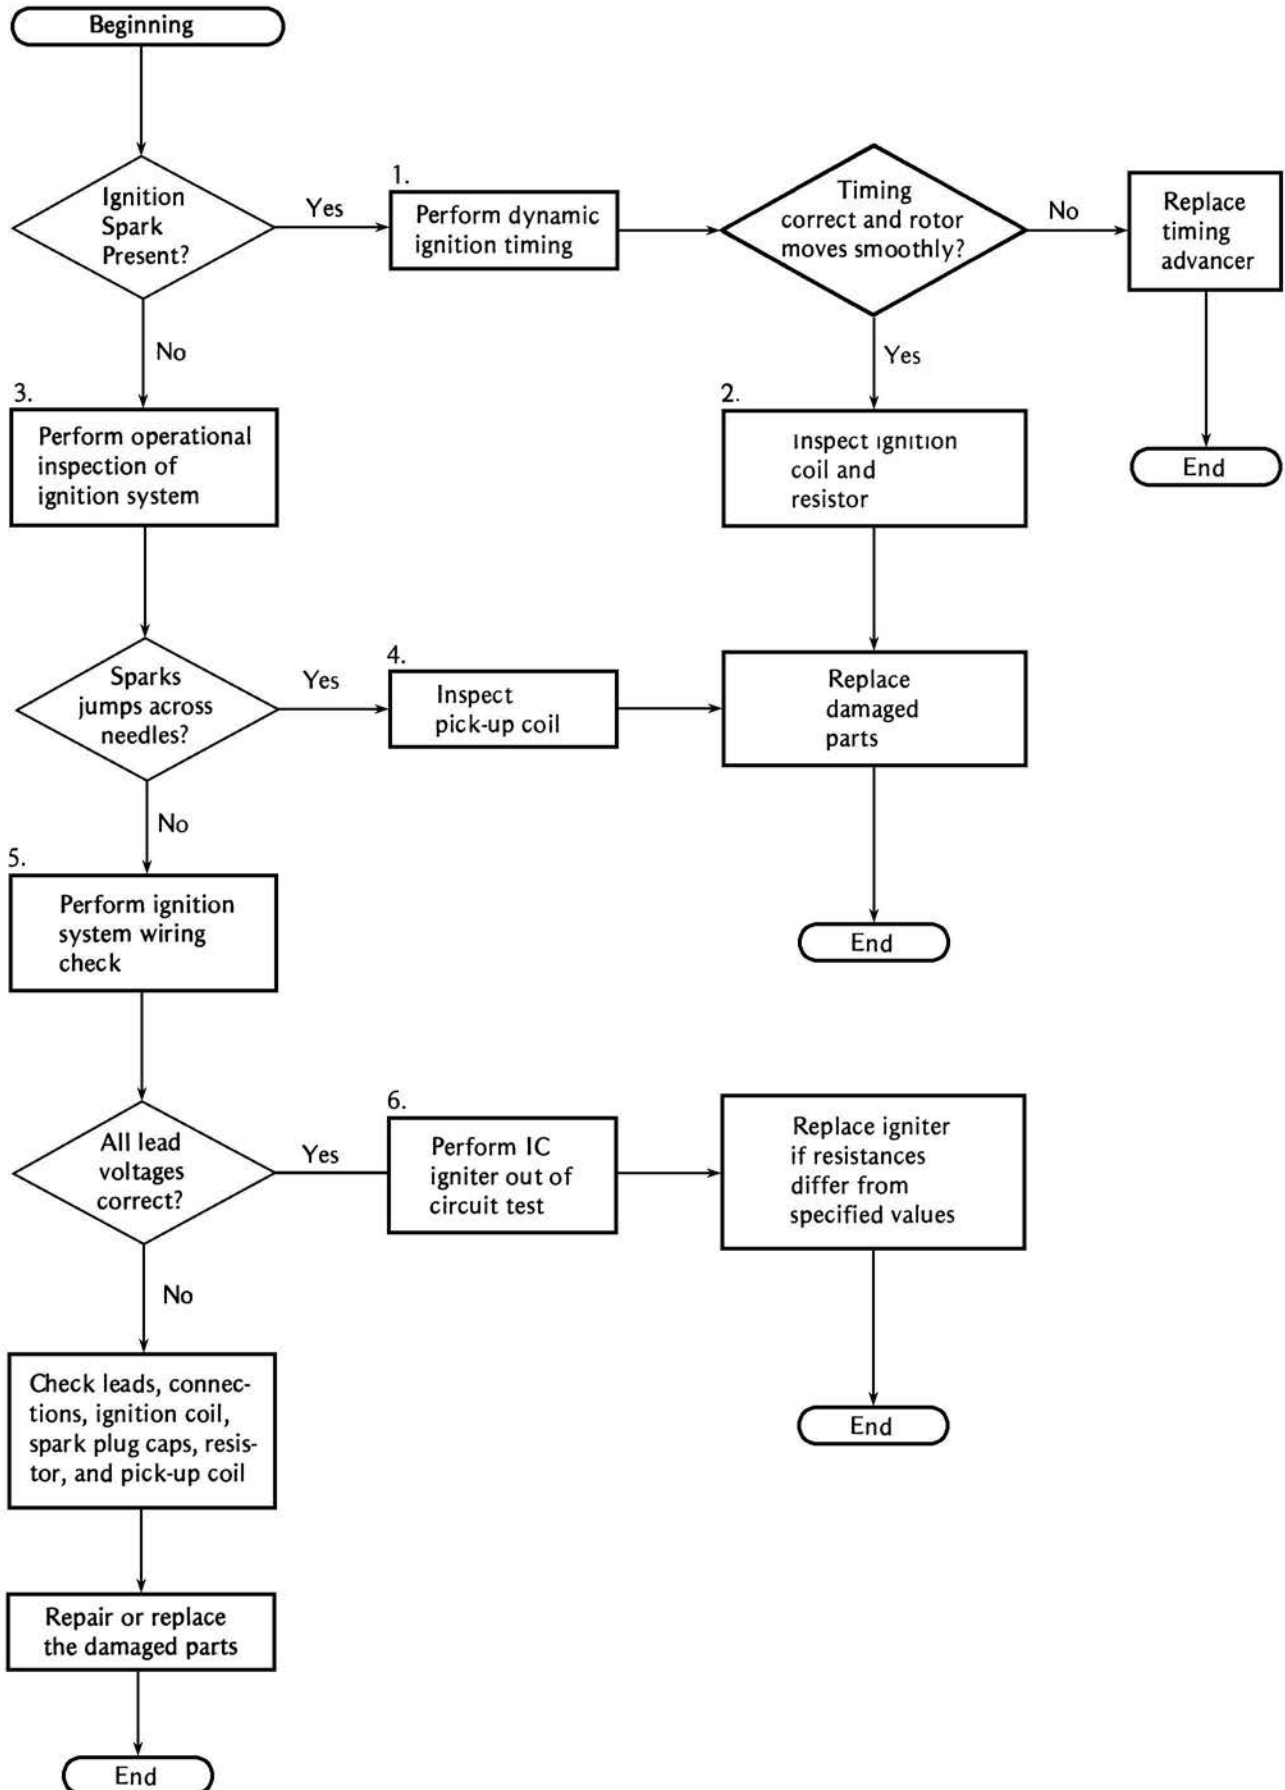 Beginning
Ignition
Spark
Present?
Yes
1.
Perform dynamic
ignition timing
Timing
correct and rotor
moves smoothly?
No
Replace
timing
advancer
End
Yes
2.
Inspect ignition
coil and
resistor
No
3.
Perform operational
inspection of
ignition system
Sparks
jumps across
needles?
Yes
4.
Inspect
pick-up coil
Replace
damaged
parts
End
No
5.
Perform ignition
system wiring
check
All lead
voltages
correct?
Yes
6.
Perform IC
igniter out of
circuit test
Replace igniter
if resistances
differ from
specified values
End
No
Check leads, connec-
tions, ignition coil,
spark plug caps, resis-
tor, and pick-up coil
Repair or replace
the damaged parts
End